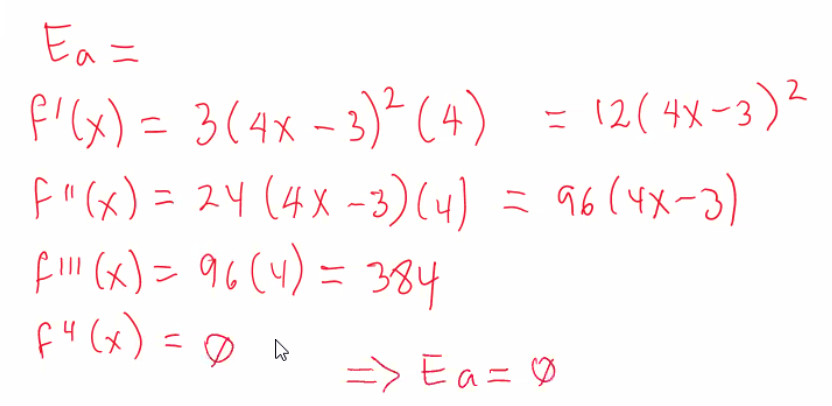 Ea =
f'(x) = 3(4x - 3)² (4) = 12(4x - 3)²
f''(x) = 24(4x - 3)(4) = 96(4x - 3)
f'''(x) = 96(4) = 384
f⁴(x) = ∅
=> Ea = ∅